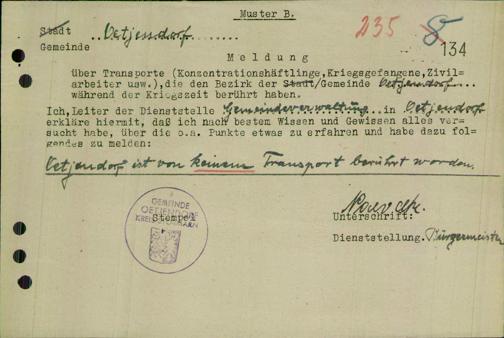 Muster B.
235 8
134
Stadt ..Oetjendorf........
Gemeinde
Meldung
über Transporte (Konzentrationshäftlinge, Kriegsgefangene, Zivil-
arbeiter usw.), die den Bezirk der Stadt/Gemeinde Oetjendorf...
während der Kriegszeit berührt haben.
Ich, Leiter der Dienststelle Gemeindeverwaltung...in Oetjendorf
erkläre hiermit, daß ich nach bestem Wissen und Gewissen alles ver-
sucht habe, über die o.a. Punkte etwas zu erfahren und habe dazu fol-
gendes zu melden:
Oetjendorf ist von keinem Transport berührt worden.
GEMEINDE
OETJENDORF
KREIS STORMARN
Stempel
Unterschrift:
Dienststellung. Bürgermeister